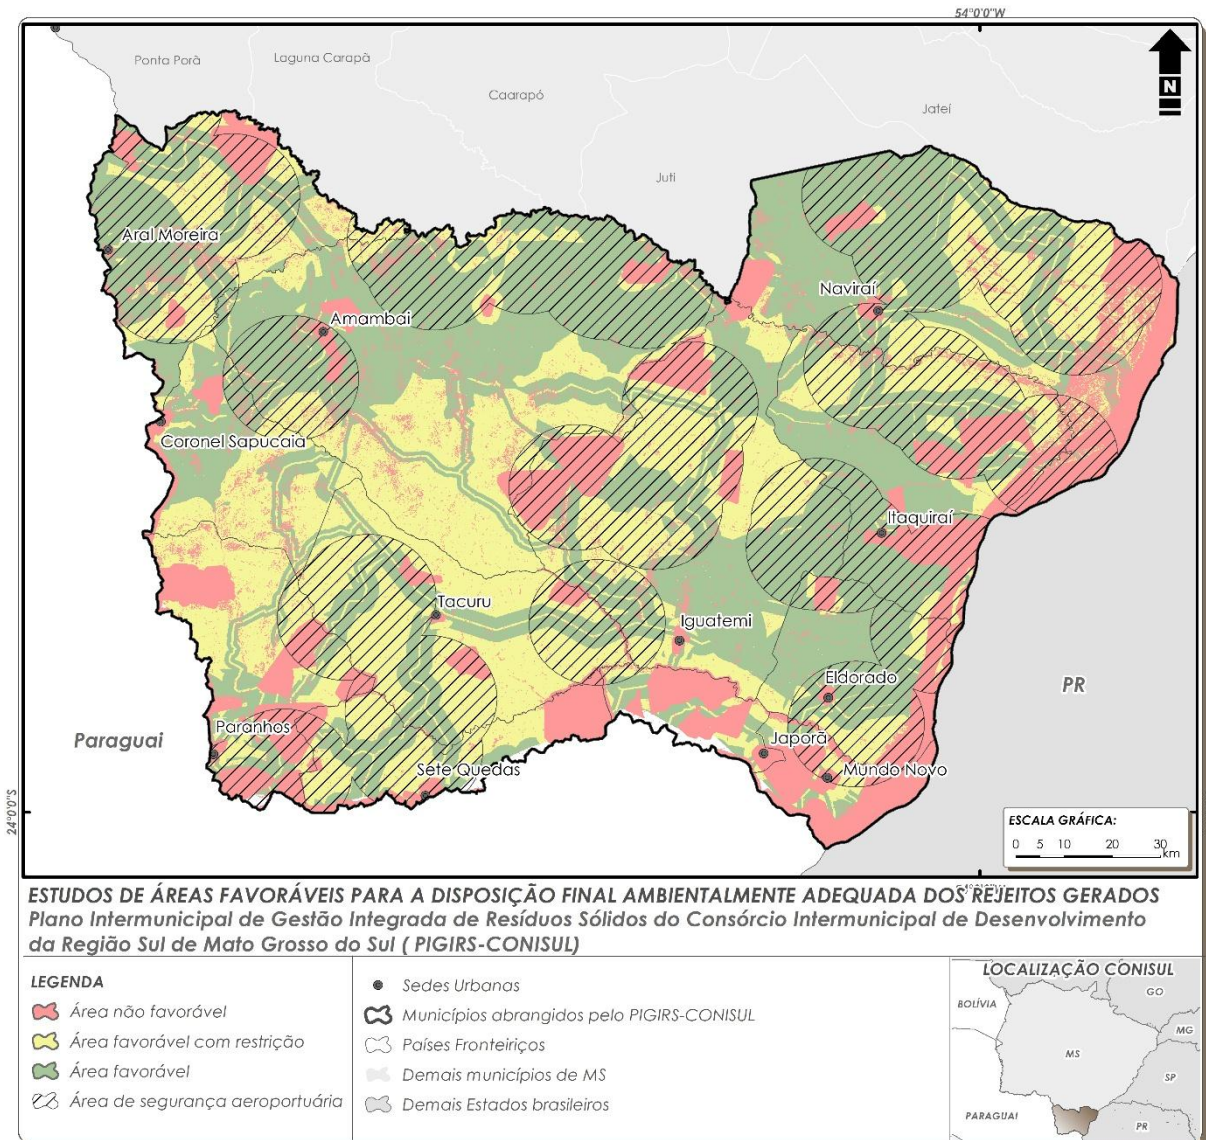 54°0'0"W
Ponta Porã
Laguna Carapã
Caarapó
Jateí
Juti
N
Aral Moreira
Naviraí
Amambai
Coronel Sapucaia
Itaquiraí
Tacuru
Iguatemi
Eldorado
PR
Paranhos
Paraguai
Japorã
Sete Quedas
Mundo Novo
24°0'0"S
ESCALA GRÁFICA:
0 5 10 20 30
km
ESTUDOS DE ÁREAS FAVORÁVEIS PARA A DISPOSIÇÃO FINAL AMBIENTALMENTE ADEQUADA DOS REJEITOS GERADOS
Plano Intermunicipal de Gestão Integrada de Resíduos Sólidos do Consórcio Intermunicipal de Desenvolvimento
da Região Sul de Mato Grosso do Sul ( PIGIRS-CONISUL)
LEGENDA
Área não favorável
Área favorável com restrição
Área favorável
Área de segurança aeroportuária
Sedes Urbanas
Municípios abrangidos pelo PIGIRS-CONISUL
Países Fronteiriços
Demais municípios de MS
Demais Estados brasileiros
LOCALIZAÇÃO CONISUL
BOLÍVIA
GO
MG
MS
SP
PARAGUAI
PR